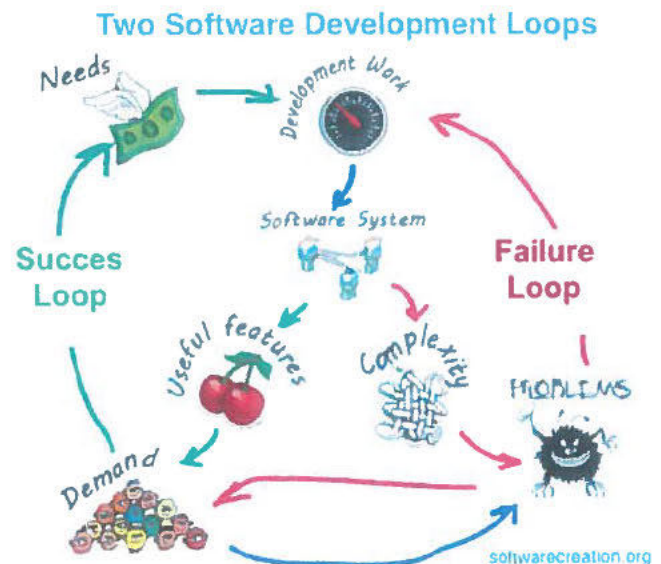 Two Software Development Loops
Needs
Development Work
Software System
Succes
Loop
Failure
Loop
Useful features
Complexity
PROBLEMS
Demand
softwarecreation.org